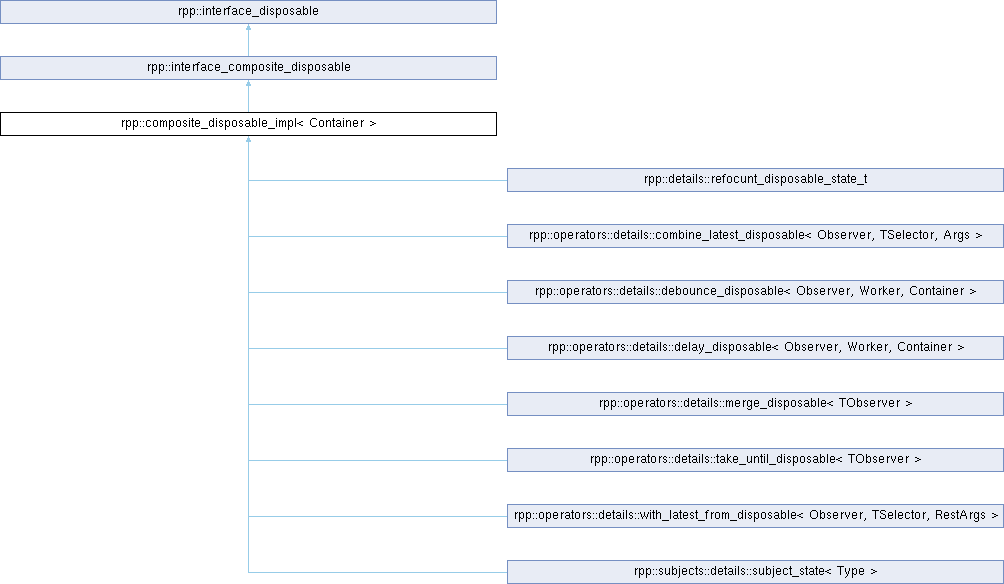 rpp::interface_disposable
rpp::interface_composite_disposable
rpp::composite_disposable_impl< Container >
rpp::details::refocunt_disposable_state_t
rpp::operators::details::combine_latest_disposable< Observer, TSelector, Args >
rpp::operators::details::debounce_disposable< Observer, Worker, Container >
rpp::operators::details::delay_disposable< Observer, Worker, Container >
rpp::operators::details::merge_disposable< TObserver >
rpp::operators::details::take_until_disposable< TObserver >
rpp::operators::details::with_latest_from_disposable< Observer, TSelector, RestArgs >
rpp::subjects::details::subject_state< Type >